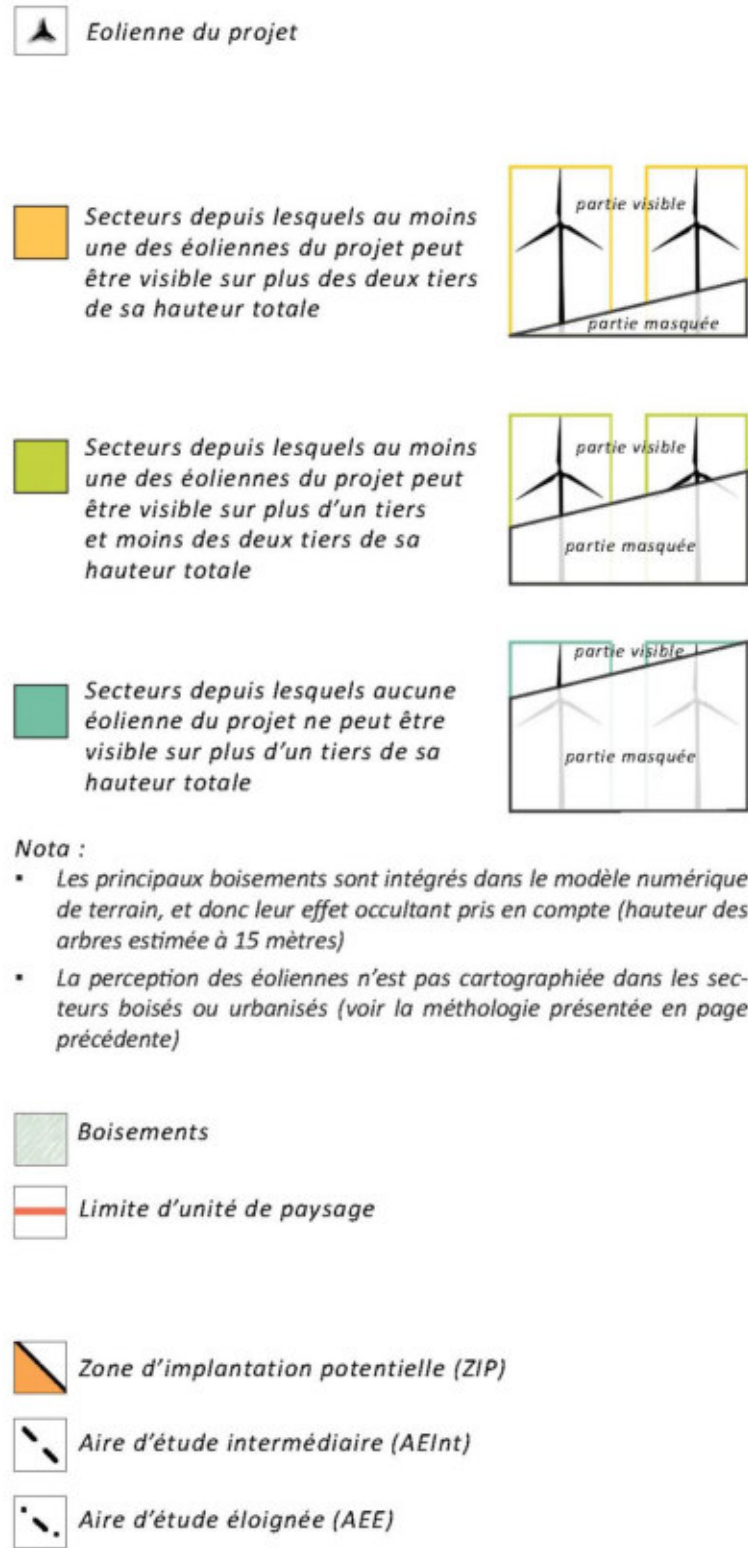 Eolienne du projet
Secteurs depuis lesquels au moins
une des éoliennes du projet peut
être visible sur plus des deux tiers
de sa hauteur totale
partie visible
partie masquée
Secteurs depuis lesquels au moins
une des éoliennes du projet peut
être visible sur plus d'un tiers
et moins des deux tiers de sa
hauteur totale
partie visible
partie masquée
Secteurs depuis lesquels aucune
éolienne du projet ne peut être
visible sur plus d'un tiers de sa
hauteur totale
partie visible
partie masquée
Nota :
▪ Les principaux boisements sont intégrés dans le modèle numérique
de terrain, et donc leur effet occultant pris en compte (hauteur des
arbres estimée à 15 mètres)
▪ La perception des éoliennes n'est pas cartographiée dans les sec-
teurs boisés ou urbanisés (voir la méthologie présentée en page
précédente)
Boisements
Limite d'unité de paysage
Zone d'implantation potentielle (ZIP)
Aire d'étude intermédiaire (AEInt)
Aire d'étude éloignée (AEE)